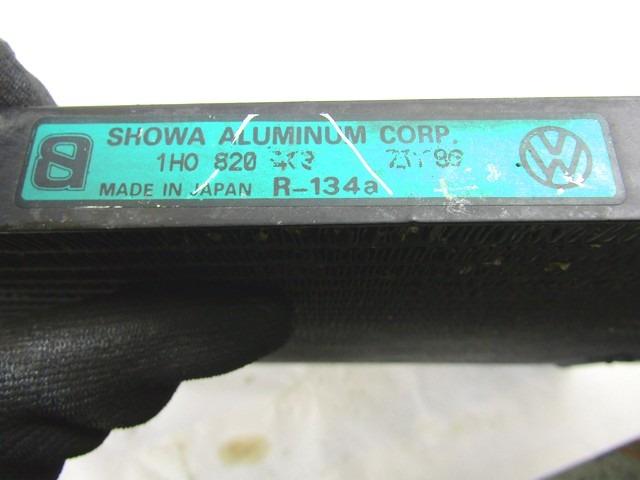 SHOWA ALUMINUM CORP.
1H0 820
MADE IN JAPAN R-134a